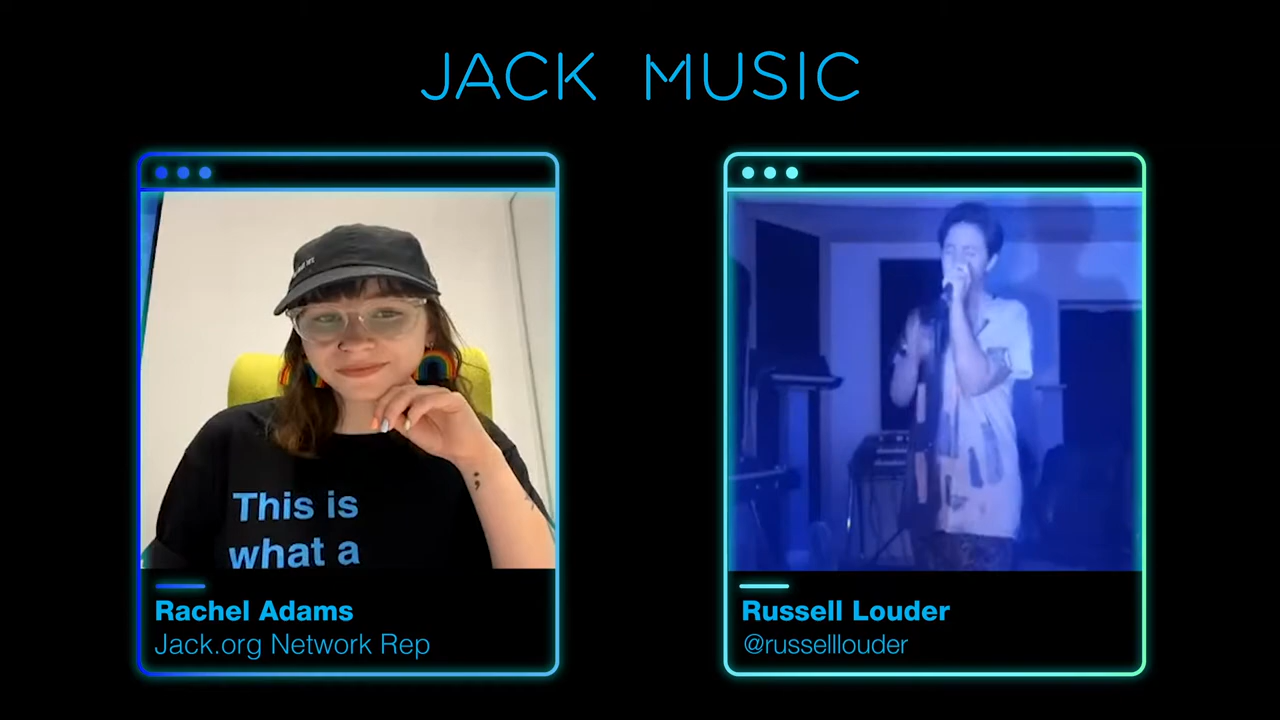 JACK MUSIC
This is
what a
Rachel Adams
Jack.org Network Rep
Russell Louder
@russelllouder